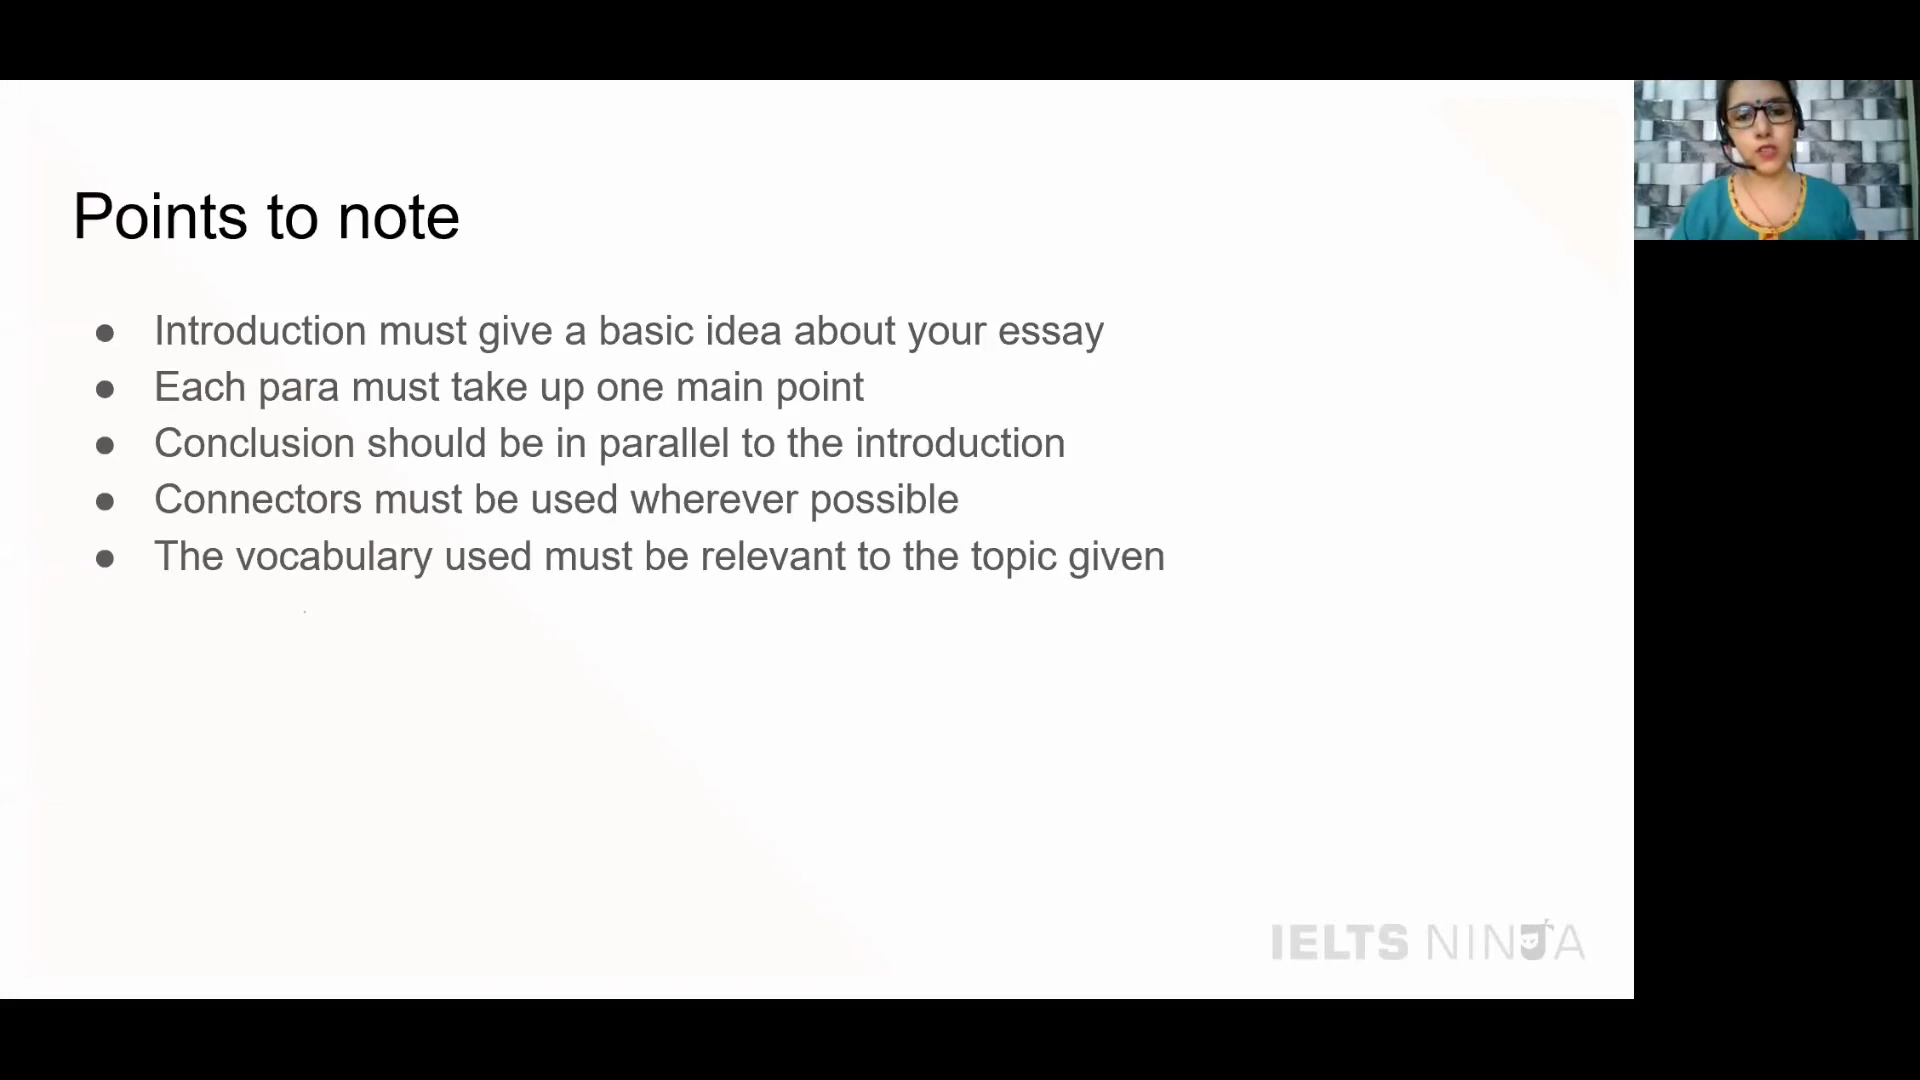 Points to note
● Introduction must give a basic idea about your essay
● Each para must take up one main point
● Conclusion should be in parallel to the introduction
● Connectors must be used wherever possible
● The vocabulary used must be relevant to the topic given
IELTS NINJA